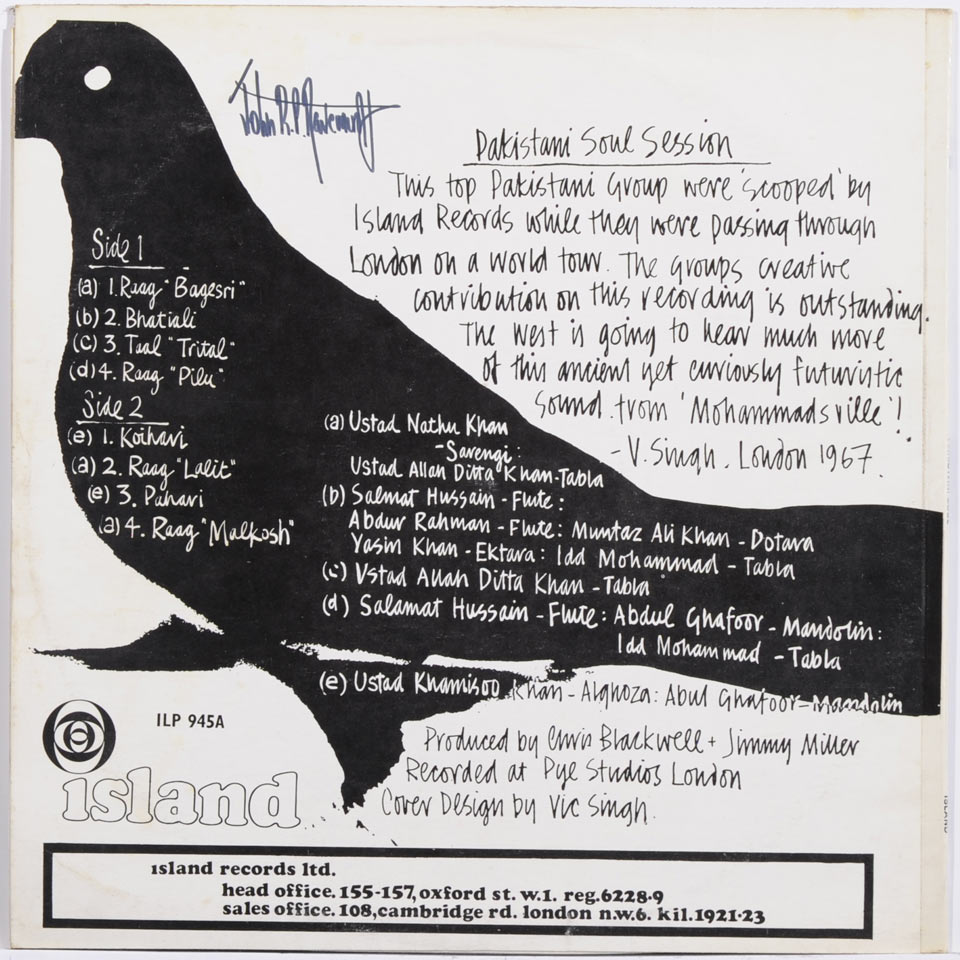 John R.P.
Pakistani Soul Session
This top Pakistani Group were 'scooped' by
Island Records while they were passing through
London on a world tour. The Groups creative
contribution on this recording is outstanding.
The west is going to hear much more
of this ancient yet curiously futuristic
sound from 'Mohammadsville'!
- V. Singh. London 1967.
Side 1
(a) 1. Raag "Bagesri"
(b) 2. Bhatiali
(c) 3. Taal "Trital"
(d) 4. Raag "Pilu"
Side 2
(e) 1. Koihari
(a) 2. Raag "Lalit"
(e) 3. Pahari
(a) 4. Raag "Malkosh"
(a) Ustad Nathu Khan
- Sarengi:
Ustad Allah Ditta Khan - Tabla
(b) Salmat Hussain - Flute:
Abdur Rahman - Flute: Mumtaz Ali Khan - Dotara
Yasin Khan - Ektara: Idd Mohammad - Tabla
(c) Ustad Allah Ditta Khan - Tabla
(d) Salamat Hussain - Flute: Abdul Ghafoor - Mandolin:
Idd Mohammad - Tabla
(e) Ustad Khamisoo Khan - Alghoza: Abul Ghafoor - Mandolin
Produced by Chris Blackwell + Jimmy Miller
Recorded at Pye Studios London
Cover Design by Vic Singh.
ILP 945A
island
island records ltd.
head office. 155-157, oxford st. w.1. reg. 6228-9
sales office. 108, cambridge rd. london n.w.6. kil. 1921-23
ISLAND